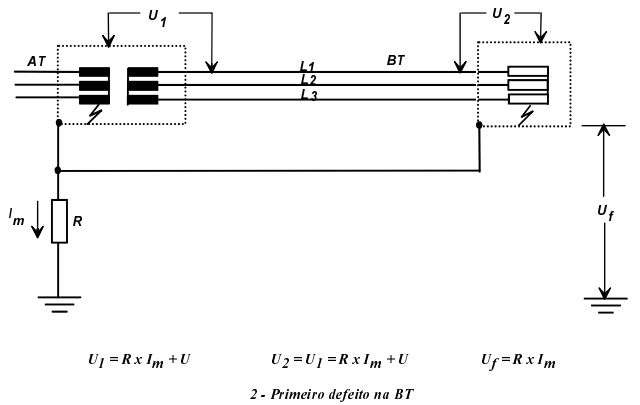 U1
U2
AT
L1
BT
L2
L3
Im
R
Uf
U1 = R x Im + U
U2 = U1 = R x Im + U
Uf = R x Im
2 - Primeiro defeito na BT